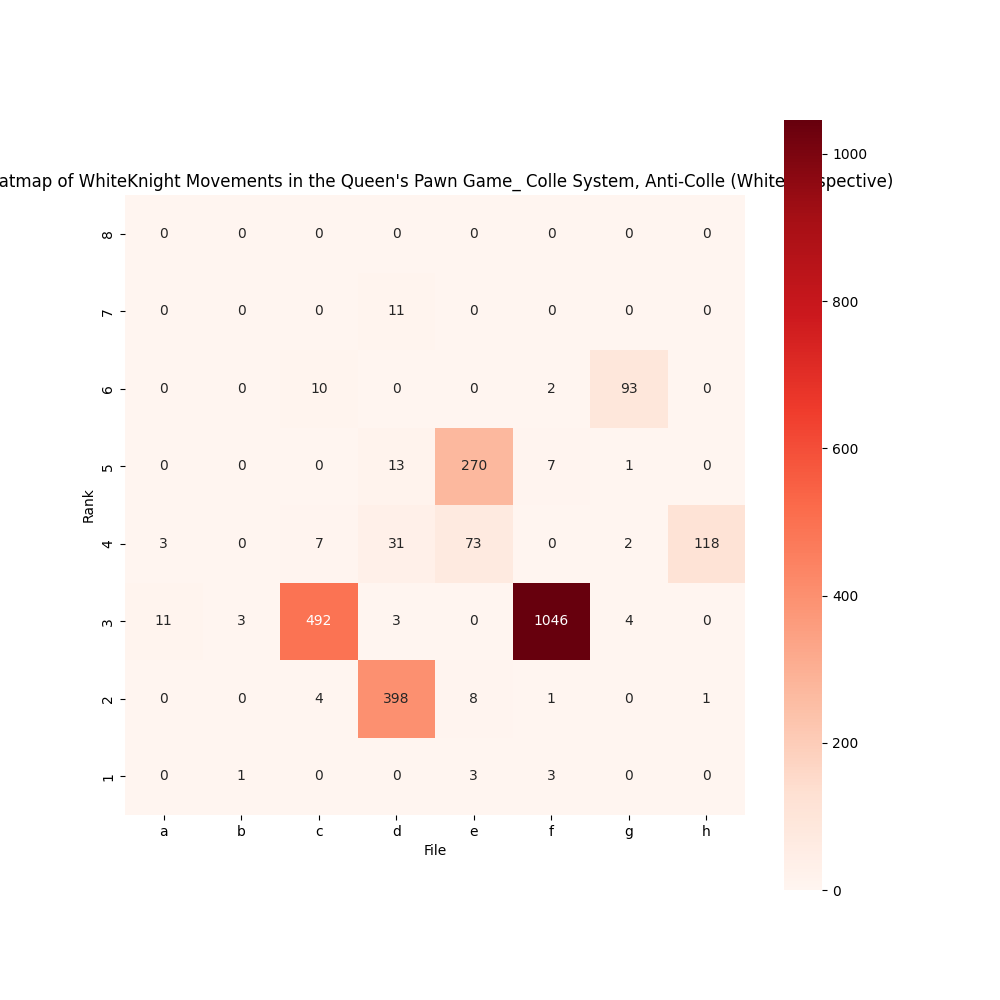 1000
atmap of WhiteKnight Movements in the Queen's Pawn Game_ Colle System, Anti-Colle (White spective)
8 0 0 0 0 0 0 0 0
7 0 0 0 11 0 0 0 0
800
6 0 0 10 0 0 2 93 0
5 0 0 0 13 270 7 1 0
600
Rank
4 3 0 7 31 73 0 2 118
400
3 11 3 492 3 0 1046 4 0
2 0 0 4 398 8 1 0 1
200
1 0 1 0 0 3 3 0 0
a b c d e f g h
File
0